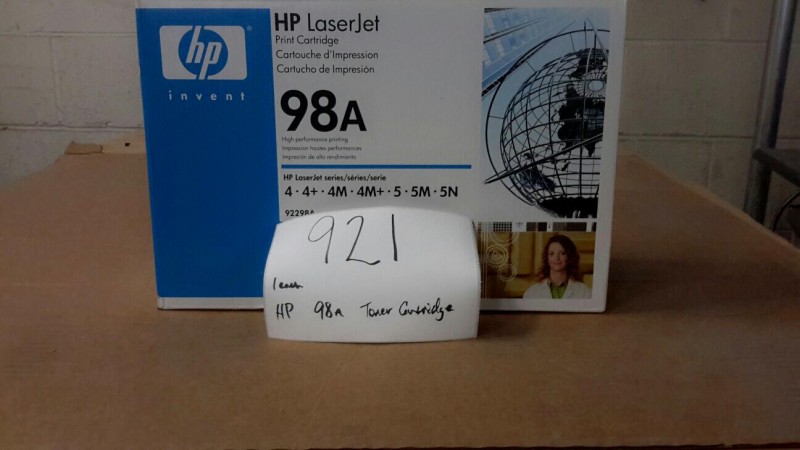 hp
invent
HP LaserJet
Print Cartridge
Cartouche d'Impression
Cartucho de Impresión
98A
High performance printing
Impression hautes performances
Impresión de alto rendimiento
HP LaserJet series/séries/serie
4 · 4+ · 4M · 4M+ · 5 · 5M · 5N
92298A
921
1 each
HP 98A Toner Cartridge